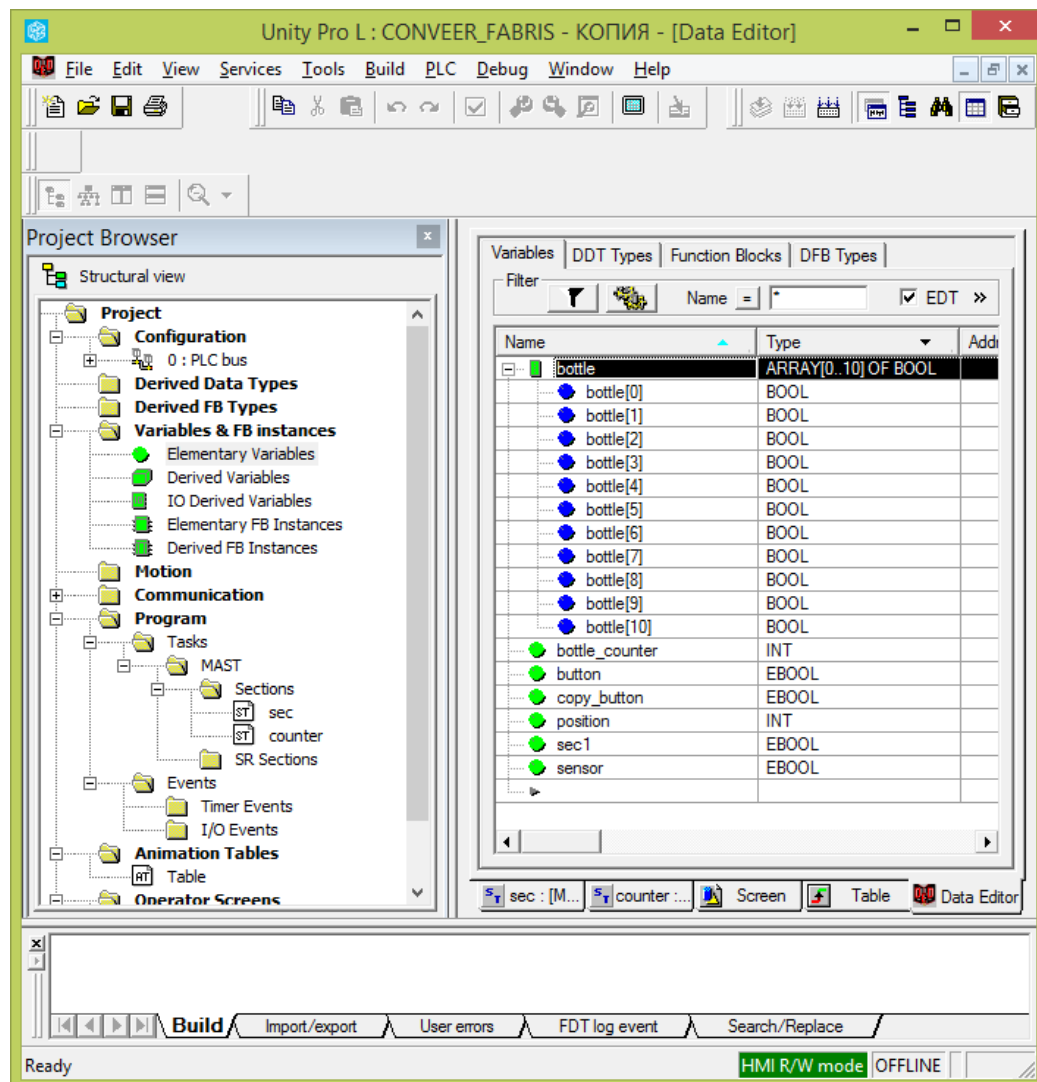 Unity Pro L : CONVEER_FABRIS - КОПИЯ - [Data Editor]
File Edit View Services Tools Build PLC Debug Window Help
Project Browser
Structural view
Project
Configuration
0 : PLC bus
Derived Data Types
Derived FB Types
Variables & FB instances
Elementary Variables
Derived Variables
IO Derived Variables
Elementary FB Instances
Derived FB Instances
Motion
Communication
Program
Tasks
MAST
Sections
sec
counter
SR Sections
Events
Timer Events
I/O Events
Animation Tables
Table
Operator Screens
Variables DDT Types Function Blocks DFB Types
Filter
Name = * EDT »
Name Type Addr
bottle ARRAY[0..10] OF BOOL
bottle[0] BOOL
bottle[1] BOOL
bottle[2] BOOL
bottle[3] BOOL
bottle[4] BOOL
bottle[5] BOOL
bottle[6] BOOL
bottle[7] BOOL
bottle[8] BOOL
bottle[9] BOOL
bottle[10] BOOL
bottle_counter INT
button EBOOL
copy_button EBOOL
position INT
sec1 EBOOL
sensor EBOOL
sec : [M... counter :... Screen Table Data Editor
Build Import/export User errors FDT log event Search/Replace
Ready HMI R/W mode OFFLINE